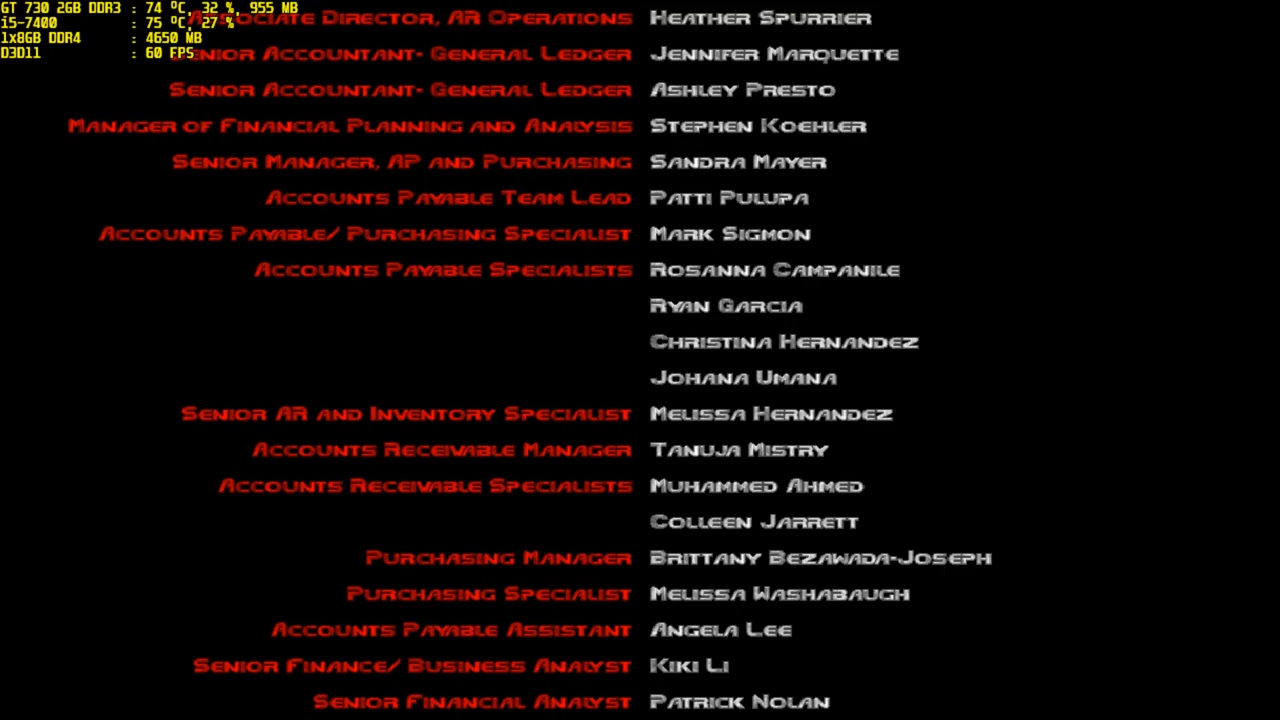 GT 730 2GB DDR3 : 74 ºC, 32 %, 955 MB
i5-7400 : 75 ºC, 27 %
1x8GB DDR4 : 4650 MB
D3D11 : 60 FPS
Associate Director, AR Operations Heather Spurrier
Senior Accountant- General Ledger Jennifer Marquette
Senior Accountant- General Ledger Ashley Presto
Manager of Financial Planning and Analysis Stephen Koehler
Senior Manager, AP and Purchasing Sandra Mayer
Accounts Payable Team Lead Patti Pulupa
Accounts Payable/ Purchasing Specialist Mark Sigmon
Accounts Payable Specialists Rosanna Campanile
Ryan Garcia
Christina Hernandez
Johana Umana
Senior AR and Inventory Specialist Melissa Hernandez
Accounts Receivable Manager Tanuja Mistry
Accounts Receivable Specialists Muhammed Ahmed
Colleen Jarrett
Purchasing Manager Brittany Bezawada-Joseph
Purchasing Specialist Melissa Washabaugh
Accounts Payable Assistant Angela Lee
Senior Finance/ Business Analyst Kiki Li
Senior Financial Analyst Patrick Nolan